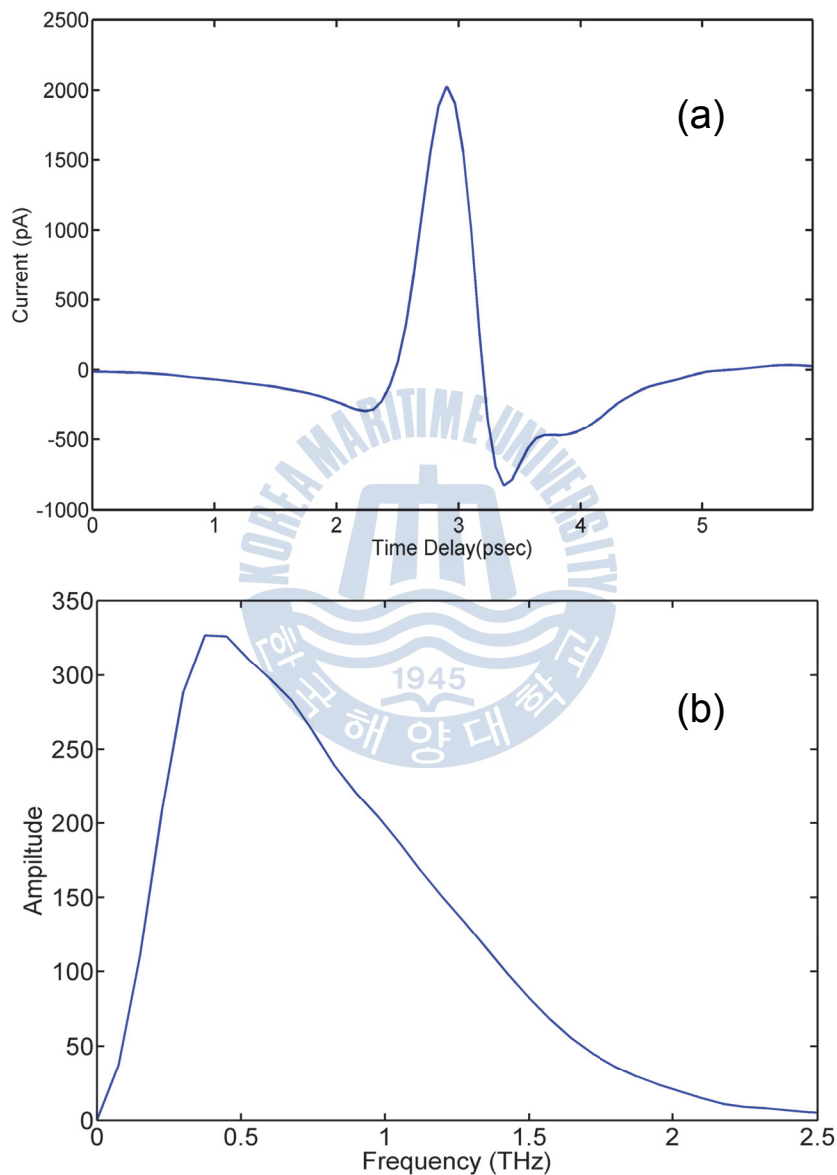 2500
2000
1500
1000
500
0
-500
-1000
Current (pA)
(a)
0 1 2 3 4 5
Time Delay(psec)
KOREA MARITIME UNIVERSITY
1945
한국해양대학교
350
300
250
200
150
100
50
0
Ampiltude
(b)
0 0.5 1 1.5 2 2.5
Frequency (THz)